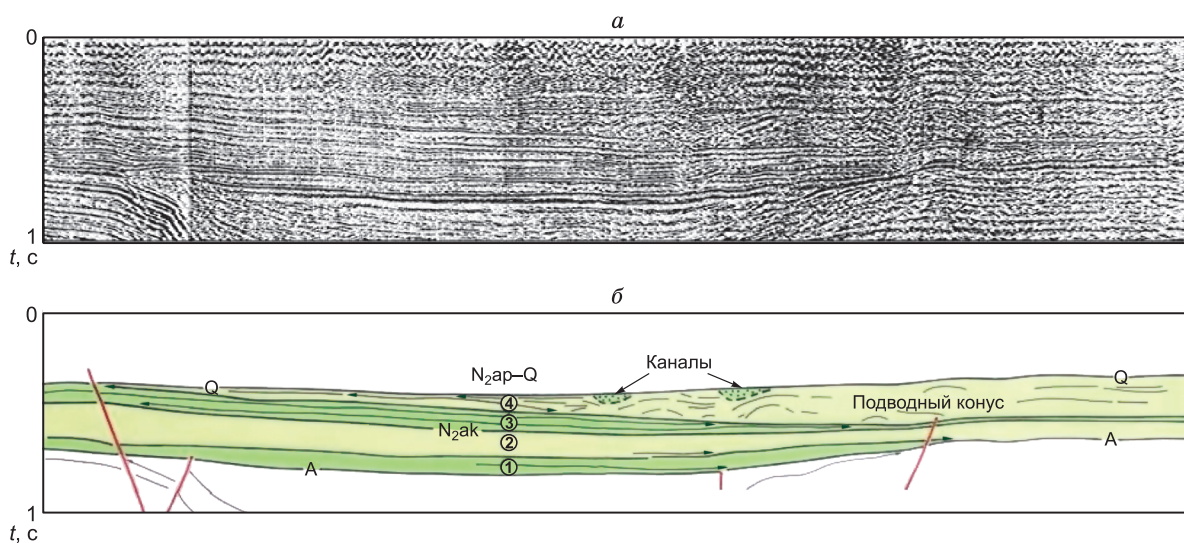 а
0
1
t, с
б
0
Каналы
N₂ap–Q
Q
Q
④
Подводный конус
③
N₂ak
②
А
А
①
1
t, с